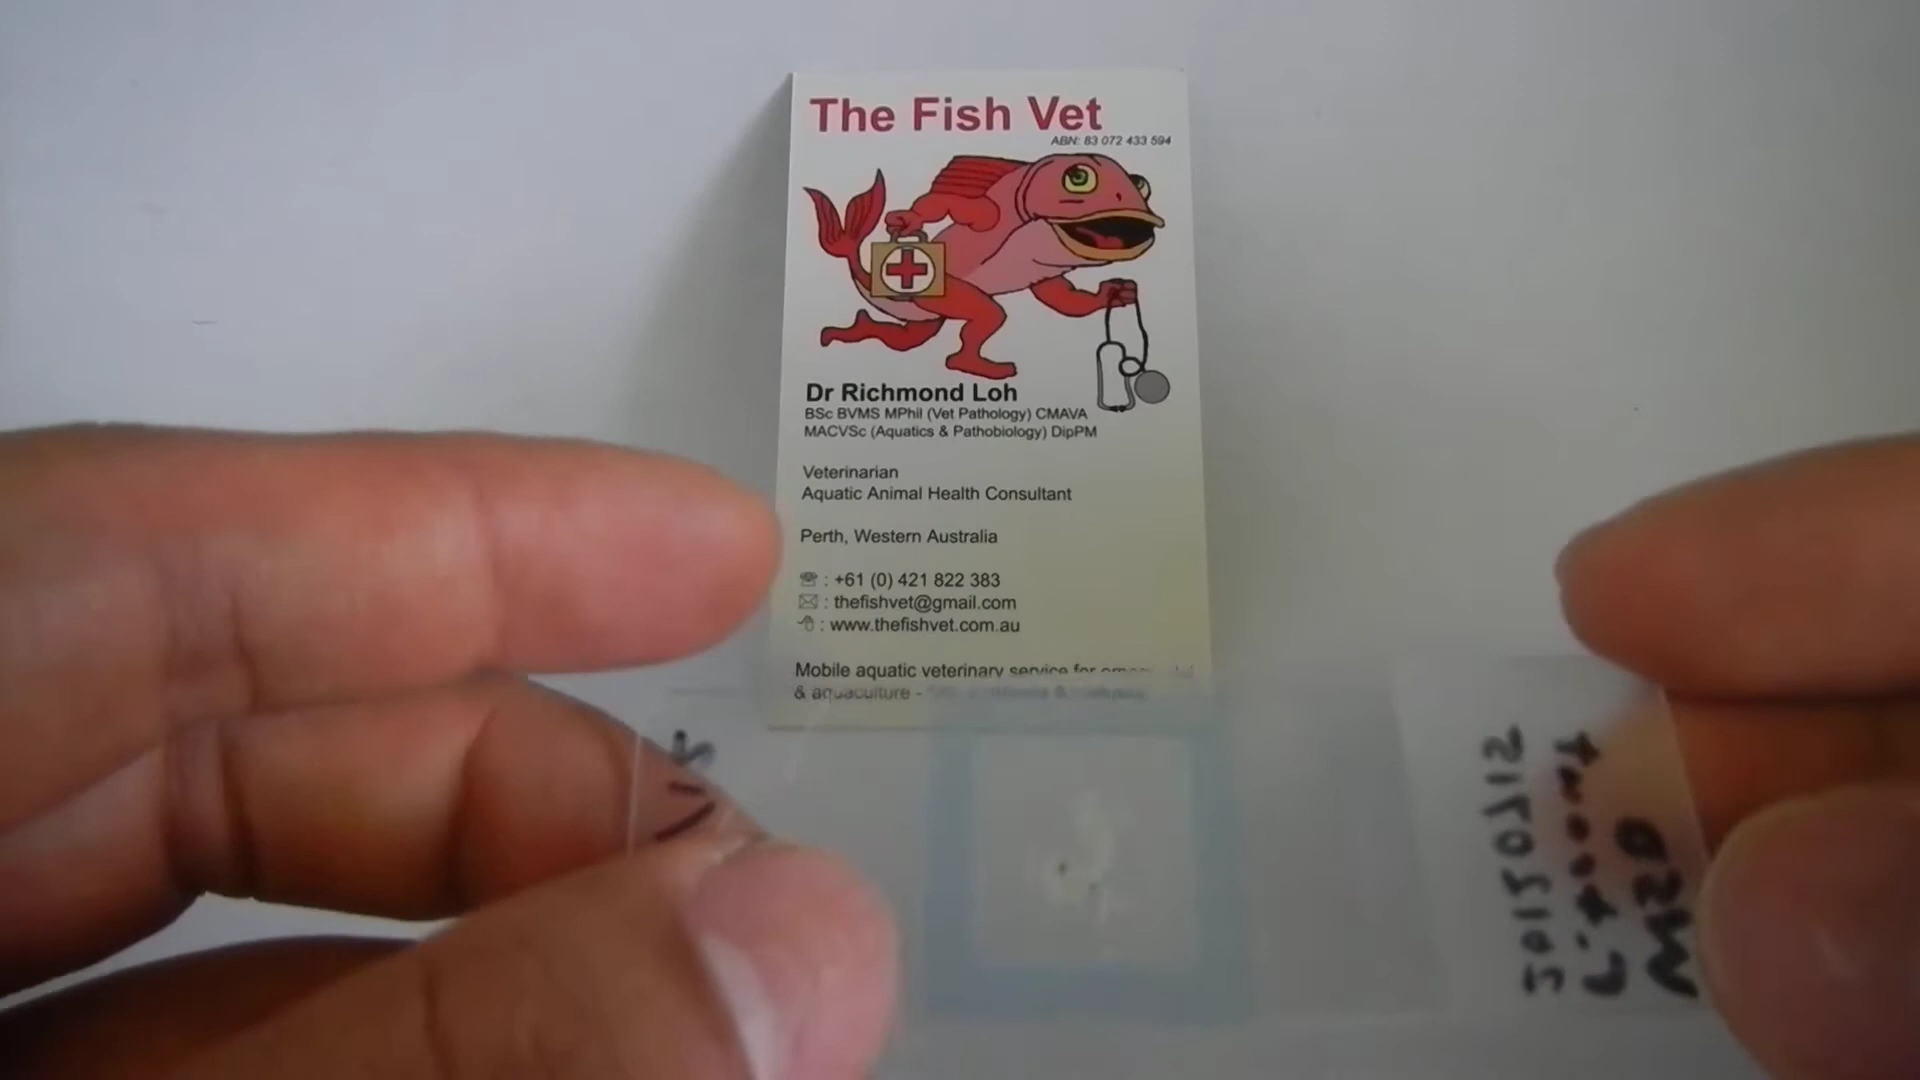 The Fish Vet
ABN: 83 072 433 594
Dr Richmond Loh
BSc BVMS MPhil (Vet Pathology) CMAVA
MACVSc (Aquatics & Pathobiology) DipPM
Veterinarian
Aquatic Animal Health Consultant
Perth, Western Australia
: +61 (0) 421 822 383
: thefishvet@gmail.com
: www.thefishvet.com.au
Mobile aquatic veterinary service for
& aquaculture -